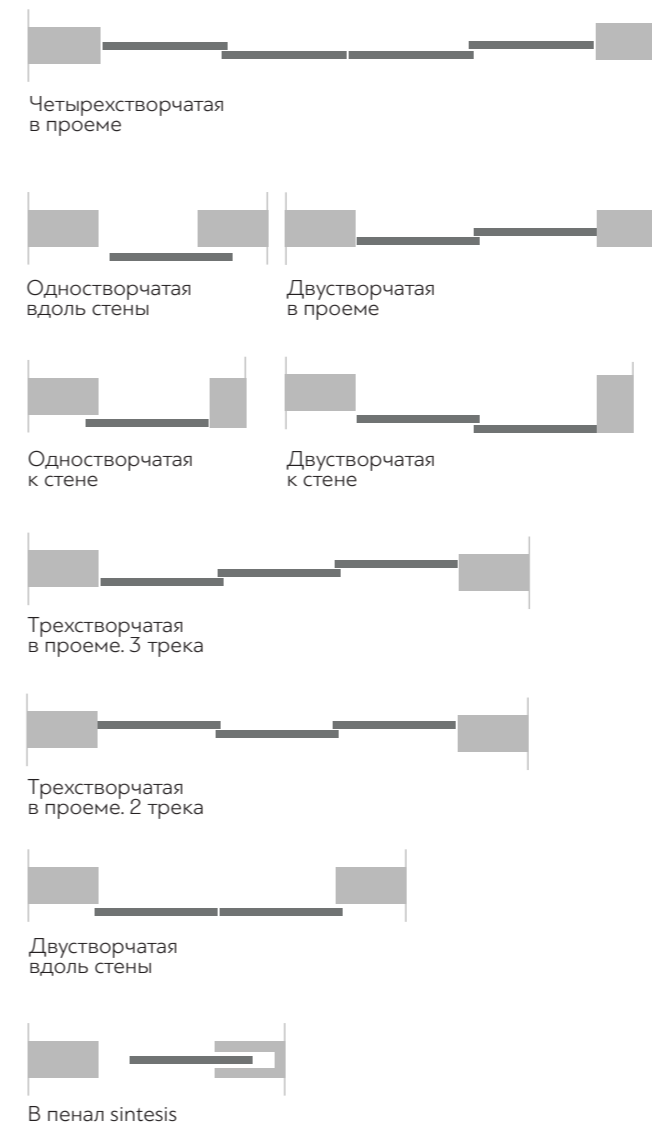 Четырехстворчатая
в проеме
Одностворчатая
вдоль стены
Двустворчатая
в проеме
Одностворчатая
к стене
Двустворчатая
к стене
Трехстворчатая
в проеме. 3 трека
Трехстворчатая
в проеме. 2 трека
Двустворчатая
вдоль стены
В пенал sintesis